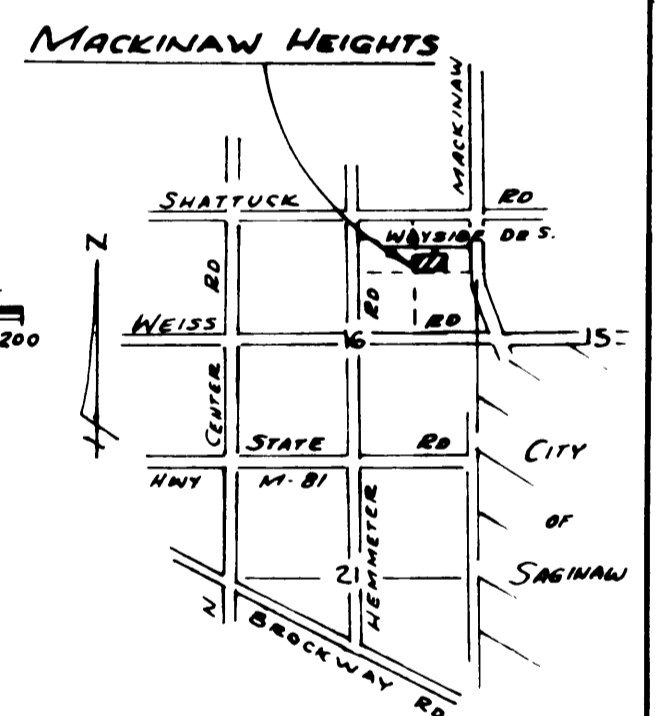 MACKINAW HEIGHTS
MACKINAW
SHATTUCK RD
WAYSIDE DR S.
N
RD
RD
200
WEISS RD
16
15
CENTER
STATE RD
CITY
HWY M-81
OF
HEMMETER
21
SAGINAW
N
BROCKWAY RD